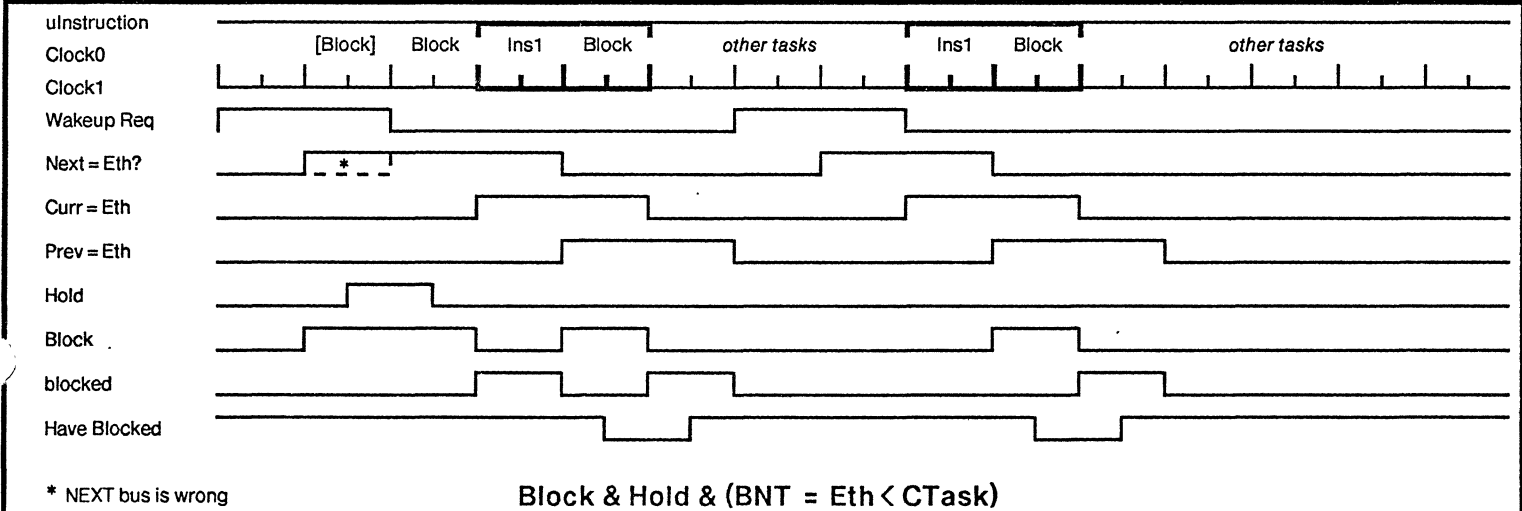 uInstruction
[Block] Block Ins1 Block other tasks Ins1 Block other tasks
Clock0
Clock1
Wakeup Req
Next = Eth?
*
Curr = Eth
Prev = Eth
Hold
Block
blocked
Have Blocked
* NEXT bus is wrong
Block & Hold & (BNT = Eth < CTask)